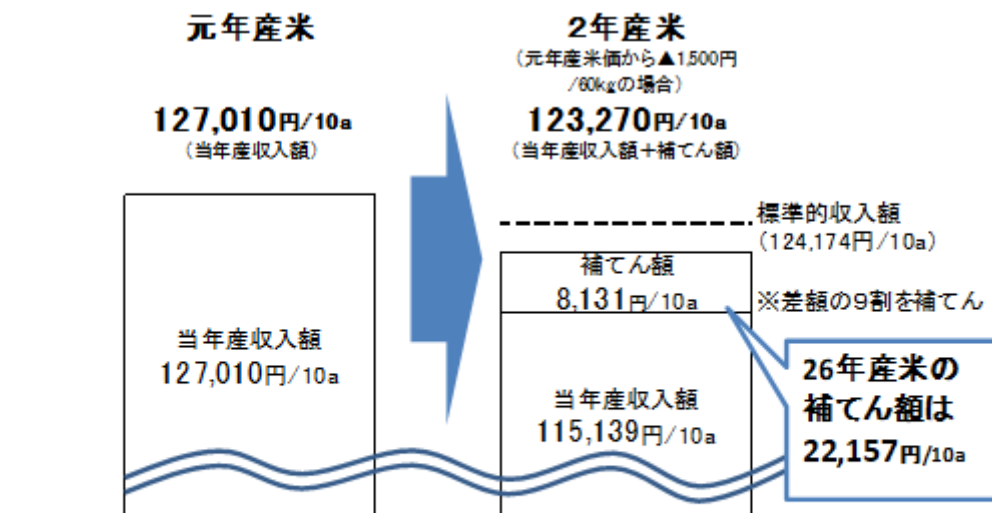 元年産米
127,010円/10a
(当年産収入額)
当年産収入額
127,010円/10a
2年産米
(元年産米価から▲1,500円
/60kgの場合)
123,270円/10a
(当年産収入額+補てん額)
標準的収入額
(124,174円/10a)
補てん額
8,131円/10a
※差額の9割を補てん
当年産収入額
115,139円/10a
26年産米の
補てん額は
22,157円/10a